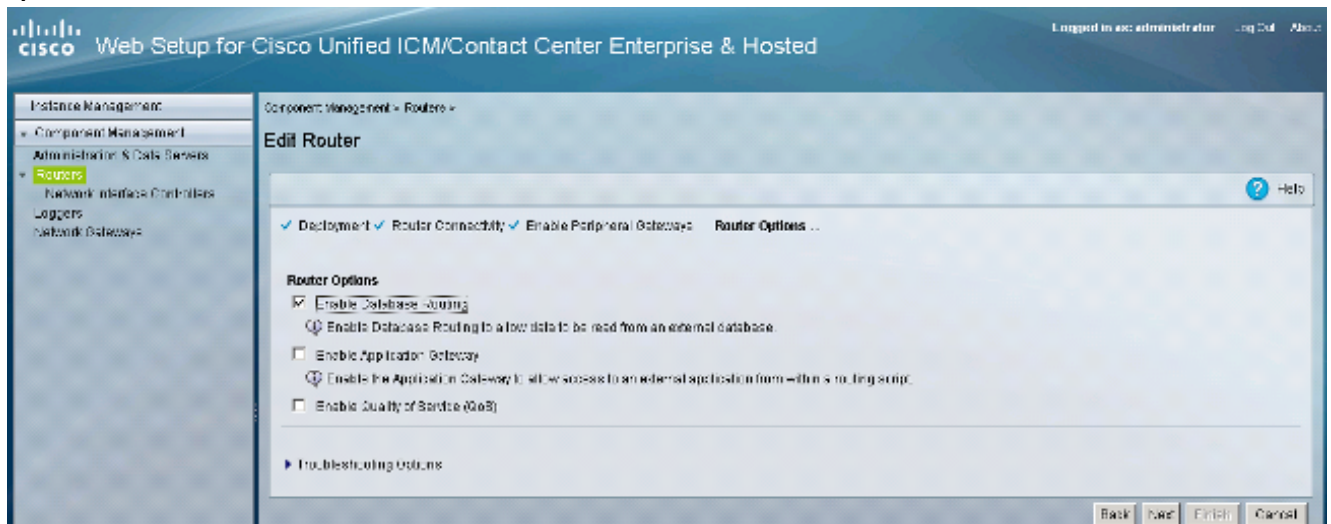 Logged in as: administrator Log Out About
CISCO Web Setup for Cisco Unified ICM/Contact Center Enterprise & Hosted
Instance Management
Component Management
Administration & Data Servers
Routers
Network Interface Controllers
Loggers
Network Gateways
Component Management > Routers >
Edit Router
Help
Deployment Router Connectivity Enable Peripheral Gateways Router Options ...
Router Options
Enable Database Routing
Enable Database Routing to allow data to be read from an external database.
Enable Application Gateway
Enable the Application Gateway to allow access to an external application from within a routing script.
Enable Quality of Service (QoS)
Troubleshooting Options
Back Next Finish Cancel